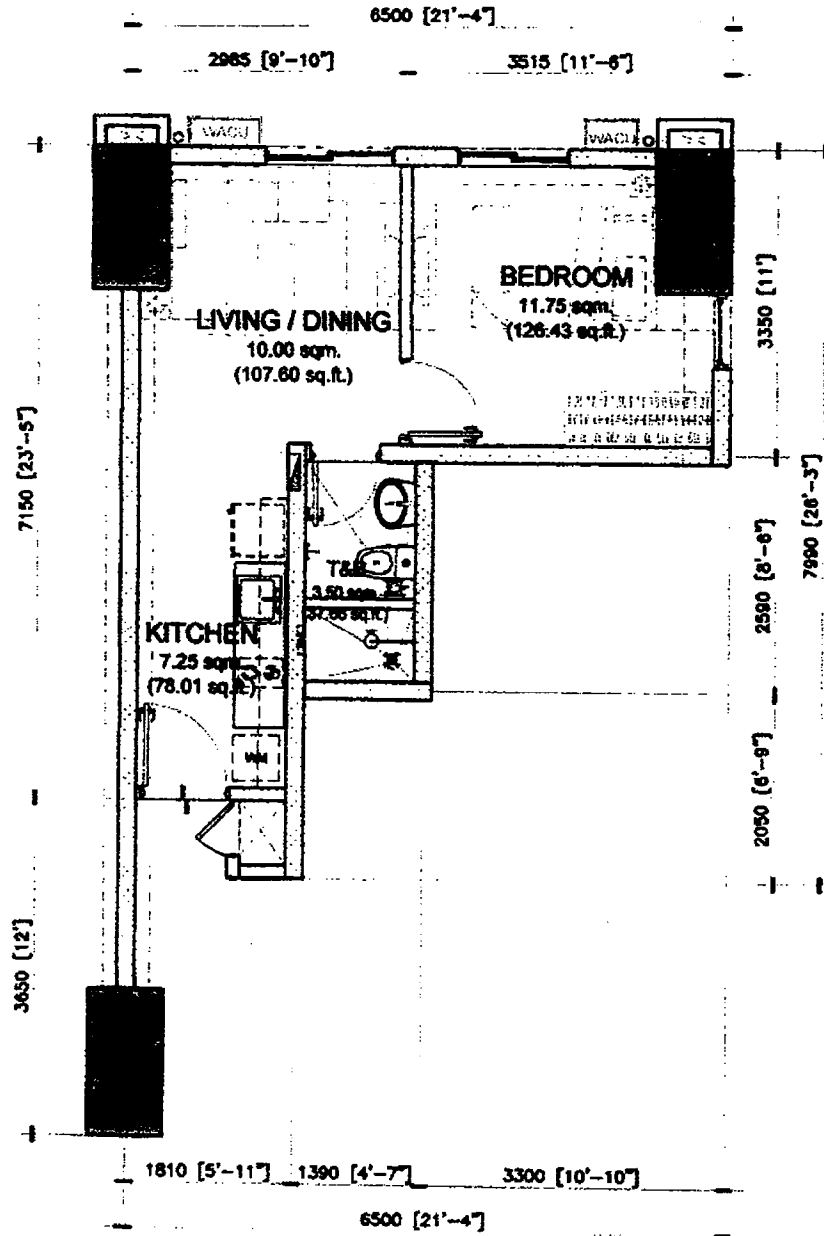 6500 [21'-4"]
2985 [9'-10"]
3515 [11'-6"]
WACU
WACU
LIVING / DINING
10.00 sqm.
(107.60 sq.ft.)
BEDROOM
11.75 sqm.
(126.43 sq.ft.)
3350 [11']
7150 [23'-5"]
7990 [26'-3"]
2590 [8'-6"]
T&B
3.50 sqm.
KITCHEN
7.25 sqm.
(78.01 sq.ft.)
WM
2050 [6'-9"]
3650 [12']
1810 [5'-11"]
1390 [4'-7"]
3300 [10'-10"]
6500 [21'-4"]